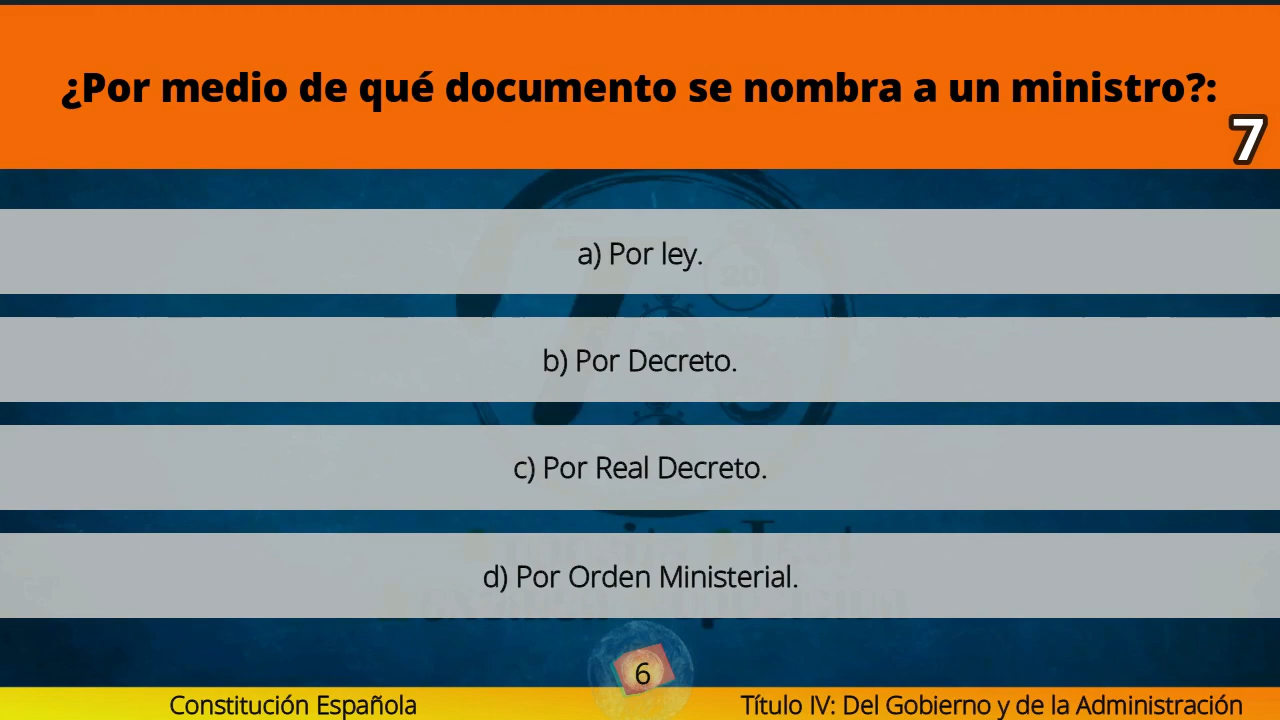 ¿Por medio de qué documento se nombra a un ministro?:
7
a) Por ley.
b) Por Decreto.
c) Por Real Decreto.
d) Por Orden Ministerial.
6
Constitución Española
Título IV: Del Gobierno y de la Administración